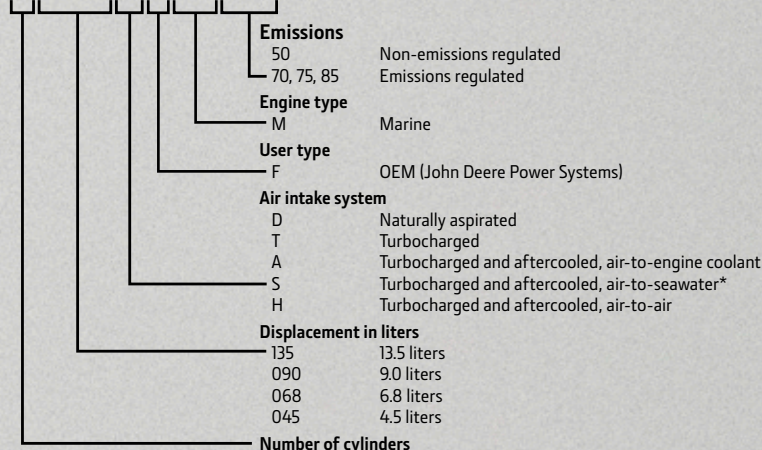 Emissions
50 Non-emissions regulated
70, 75, 85 Emissions regulated
Engine type
M Marine
User type
F OEM (John Deere Power Systems)
Air intake system
D Naturally aspirated
T Turbocharged
A Turbocharged and aftercooled, air-to-engine coolant
S Turbocharged and aftercooled, air-to-seawater*
H Turbocharged and aftercooled, air-to-air
Displacement in liters
135 13.5 liters
090 9.0 liters
068 6.8 liters
045 4.5 liters
Number of cylinders